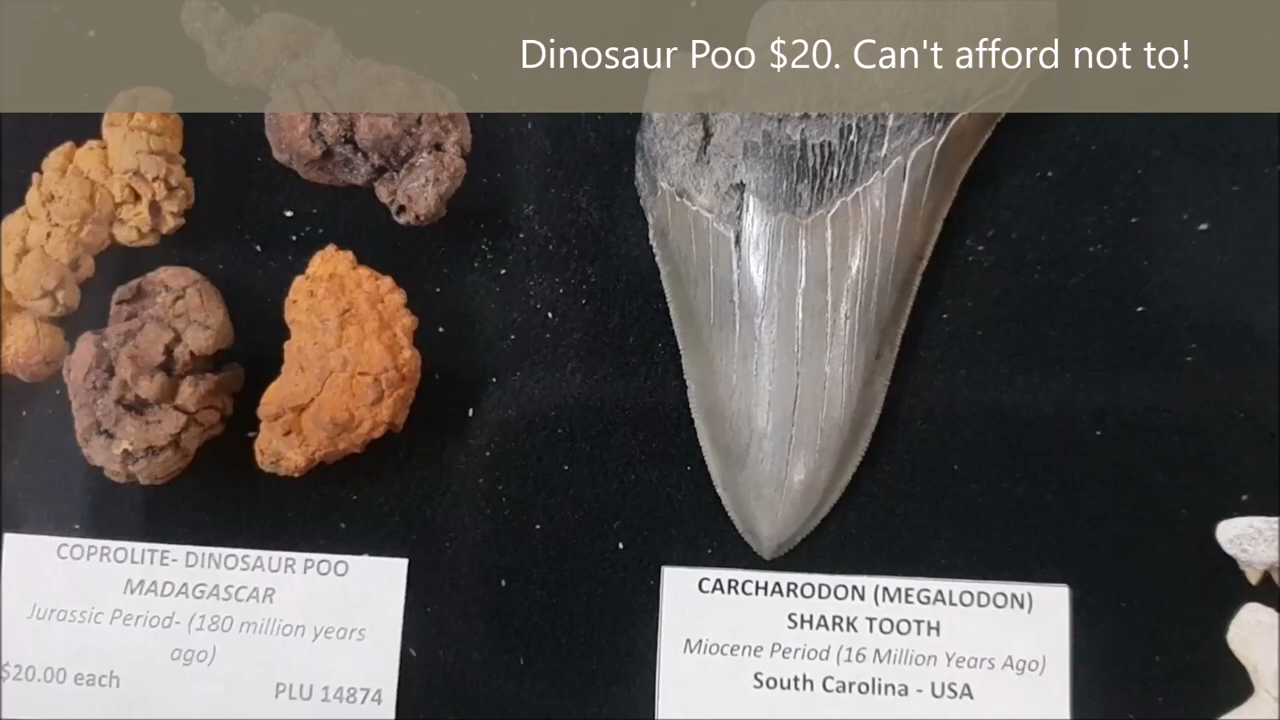 Dinosaur Poo $20. Can't afford not to!
COPROLITE- DINOSAUR POO
MADAGASCAR
Jurassic Period- (180 million years
ago)
$20.00 each
PLU 14874
CARCHARODON (MEGALODON)
SHARK TOOTH
Miocene Period (16 Million Years Ago)
South Carolina - USA